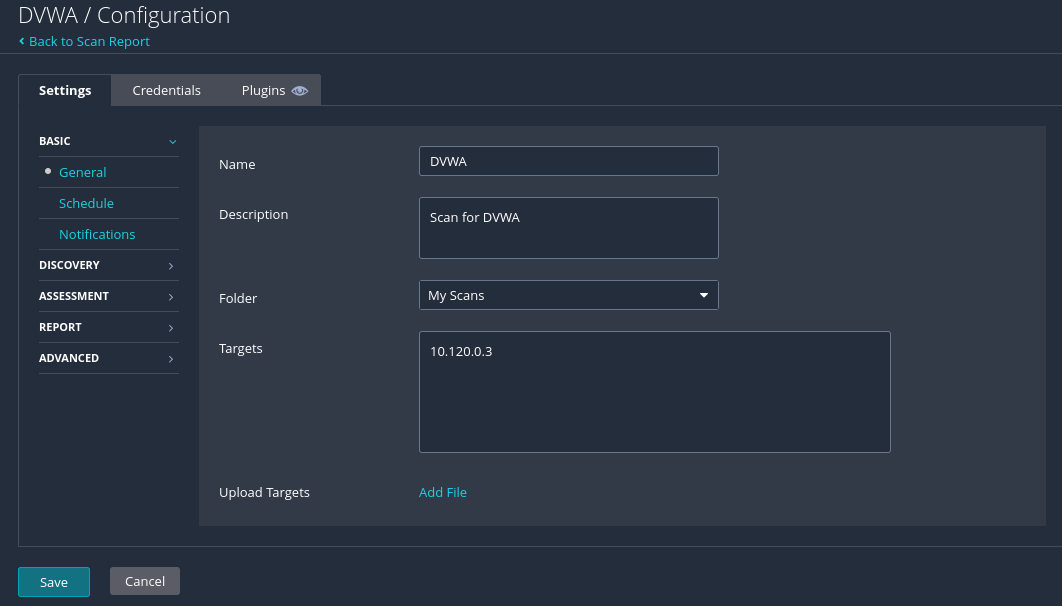 DVWA / Configuration
Back to Scan Report
Settings
Credentials
Plugins
BASIC
General
Schedule
Notifications
DISCOVERY
ASSESSMENT
REPORT
ADVANCED
Name
DVWA
Description
Scan for DVWA
Folder
My Scans
Targets
10.120.0.3
Upload Targets
Add File
Save
Cancel